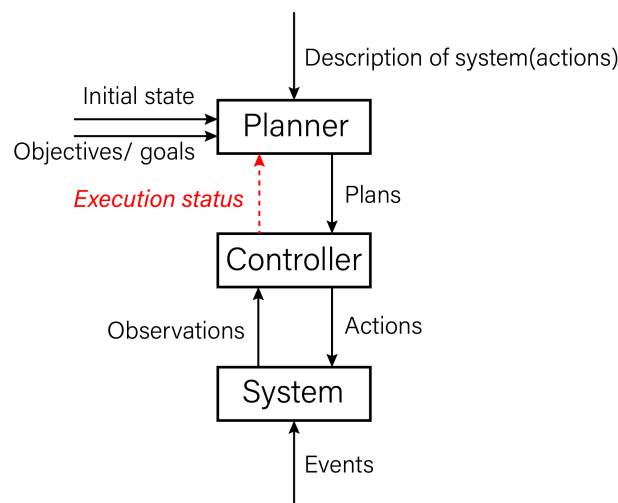 Description of system(actions)
Initial state
Planner
Objectives/ goals
Execution status
Plans
Controller
Observations
Actions
System
Events